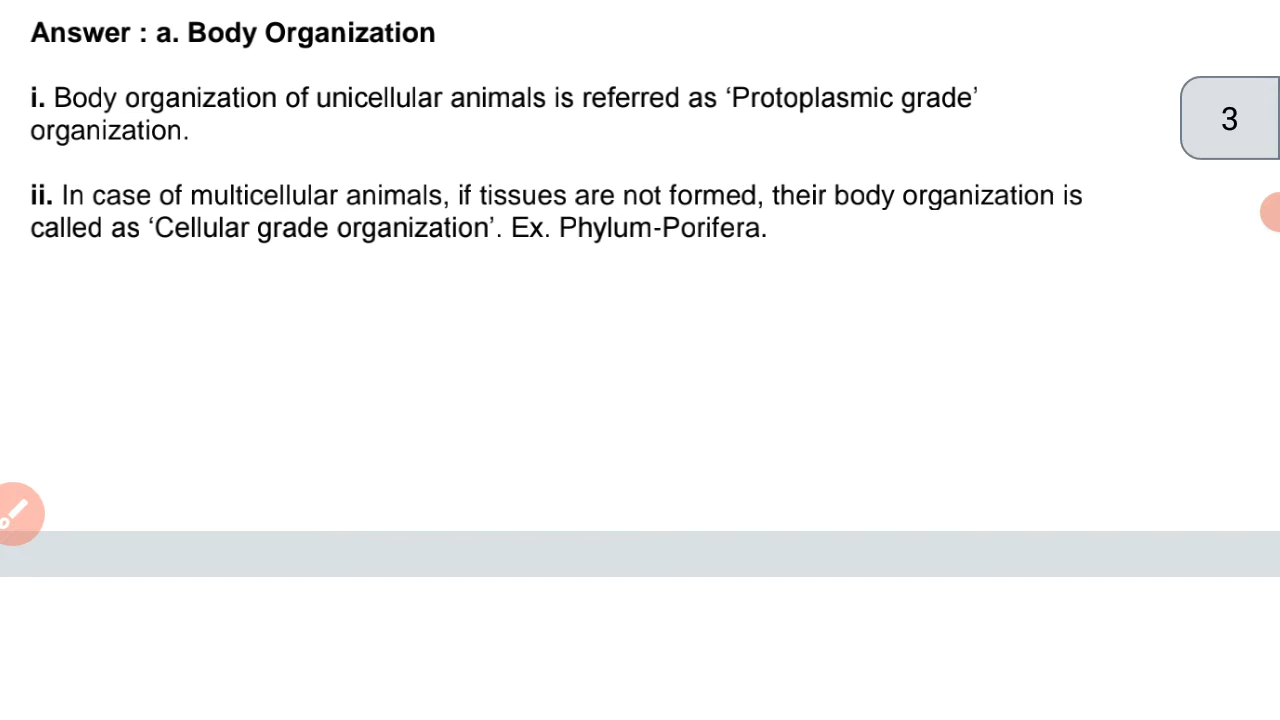 Answer : a. Body Organization
i. Body organization of unicellular animals is referred as ‘Protoplasmic grade’
organization.
3
ii. In case of multicellular animals, if tissues are not formed, their body organization is
called as ‘Cellular grade organization’. Ex. Phylum-Porifera.